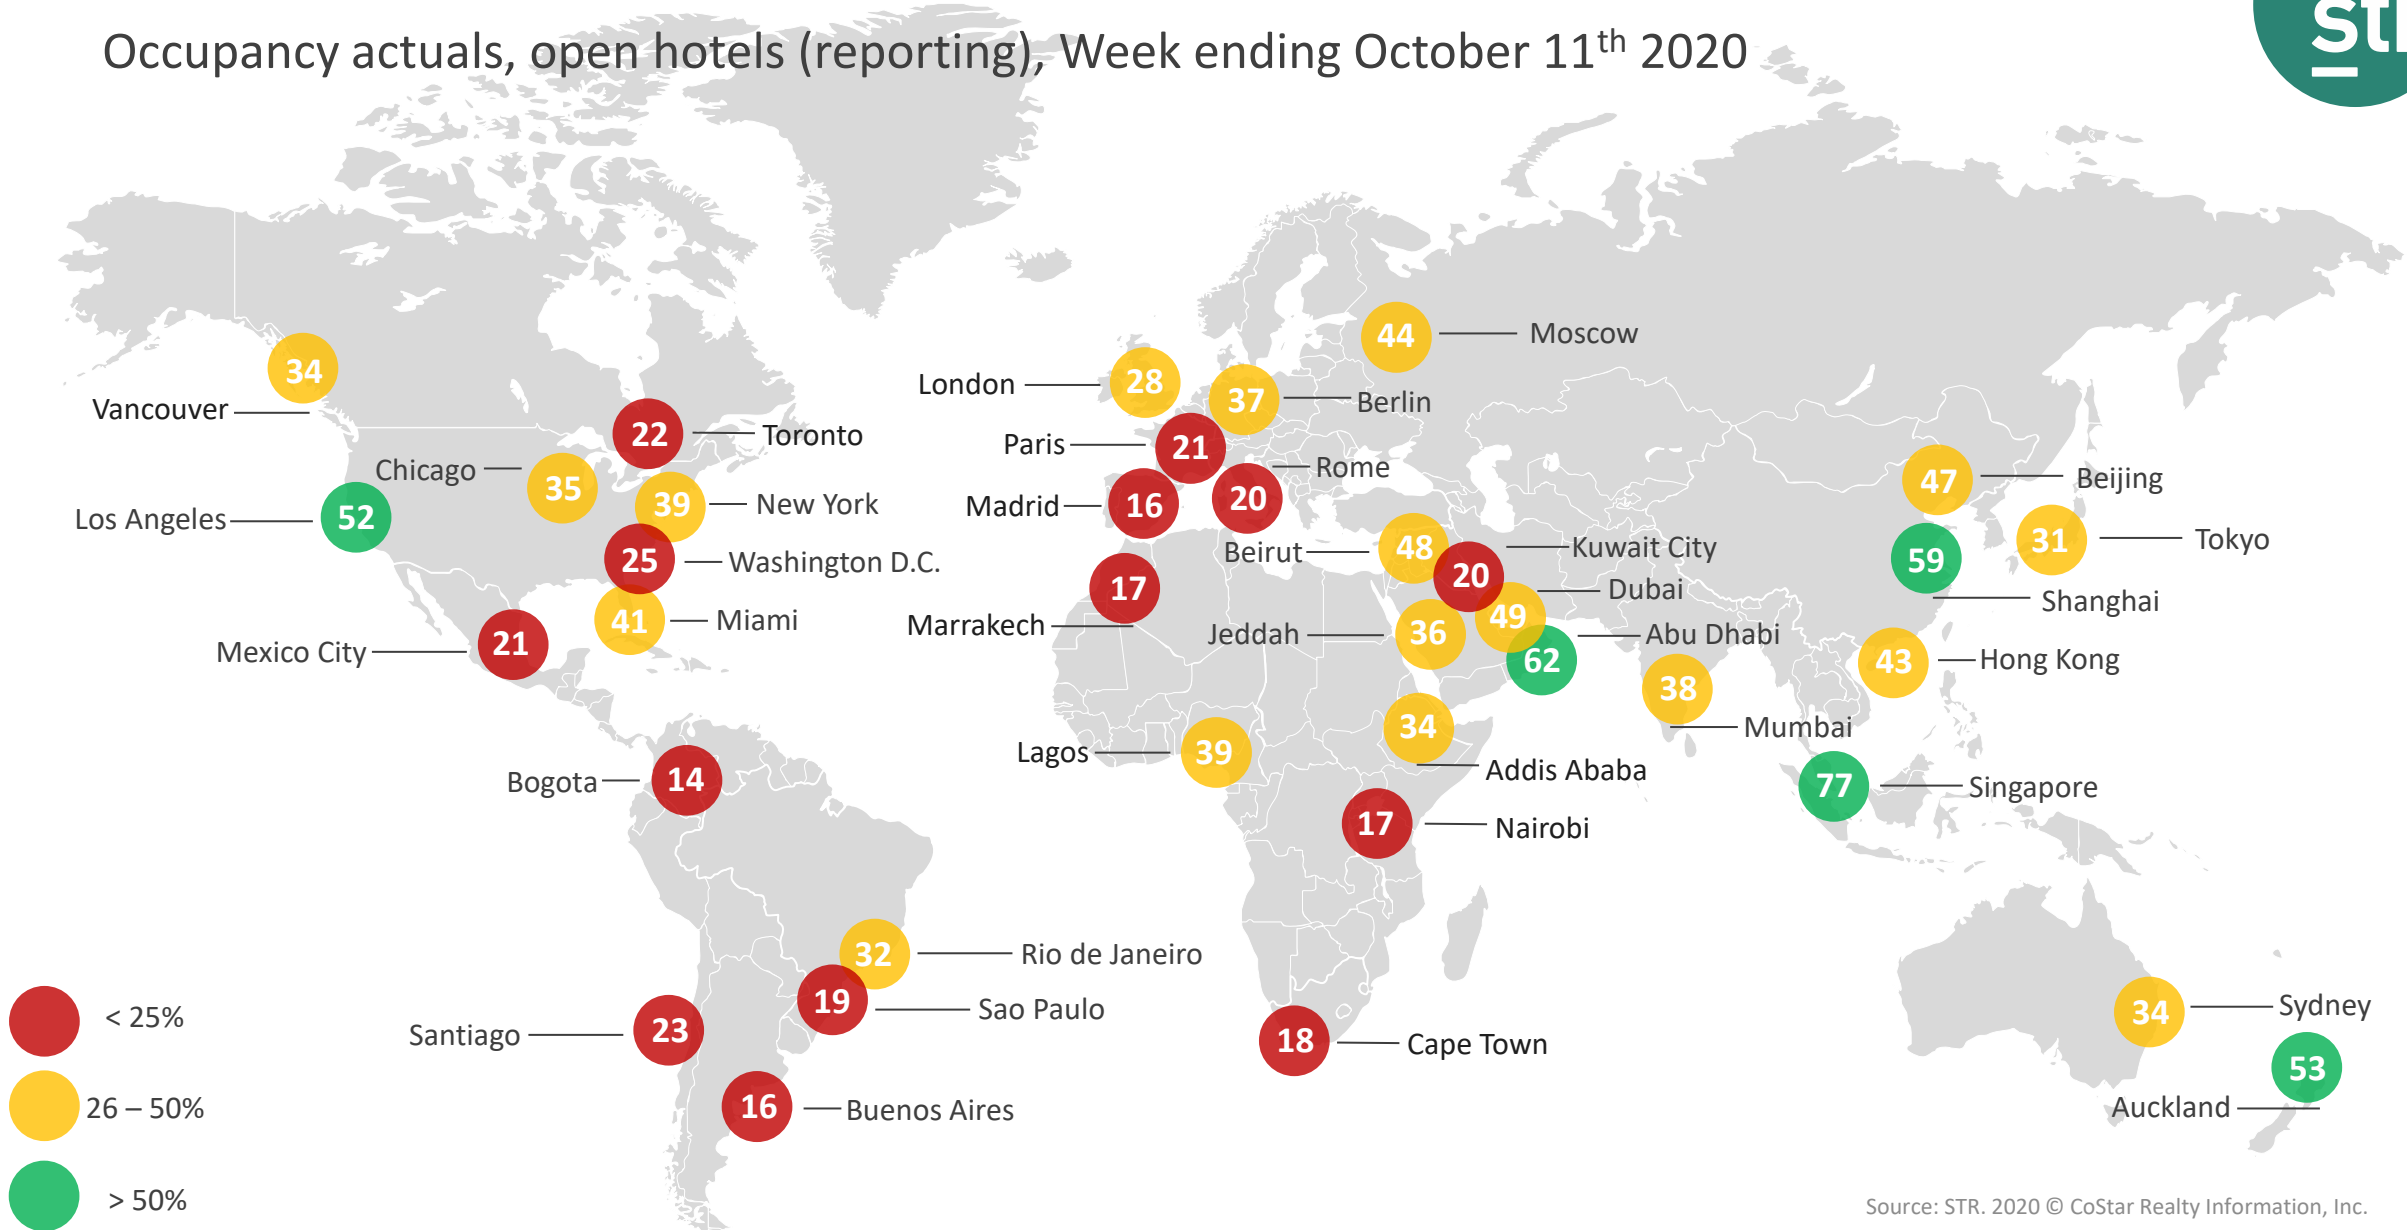 Occupancy actuals, open hotels (reporting), Week ending October 11th 2020
34
Vancouver
22
Toronto
Chicago
35
39
New York
Los Angeles
52
25
Washington D.C.
41
Miami
Mexico City
21
Bogota
14
32
Rio de Janeiro
19
Sao Paulo
Santiago
23
16
Buenos Aires
44
Moscow
London
28
37
Berlin
Paris
21
Rome
20
Madrid
16
Marrakech
17
Beirut
48
Kuwait City
20
Dubai
49
Jeddah
36
Abu Dhabi
62
Lagos
39
34
Addis Ababa
17
Nairobi
18
Cape Town
38
Mumbai
47
Beijing
31
Tokyo
59
Shanghai
43
Hong Kong
77
Singapore
34
Sydney
53
Auckland
< 25%
26 – 50%
> 50%
Source: STR. 2020 © CoStar Realty Information, Inc.